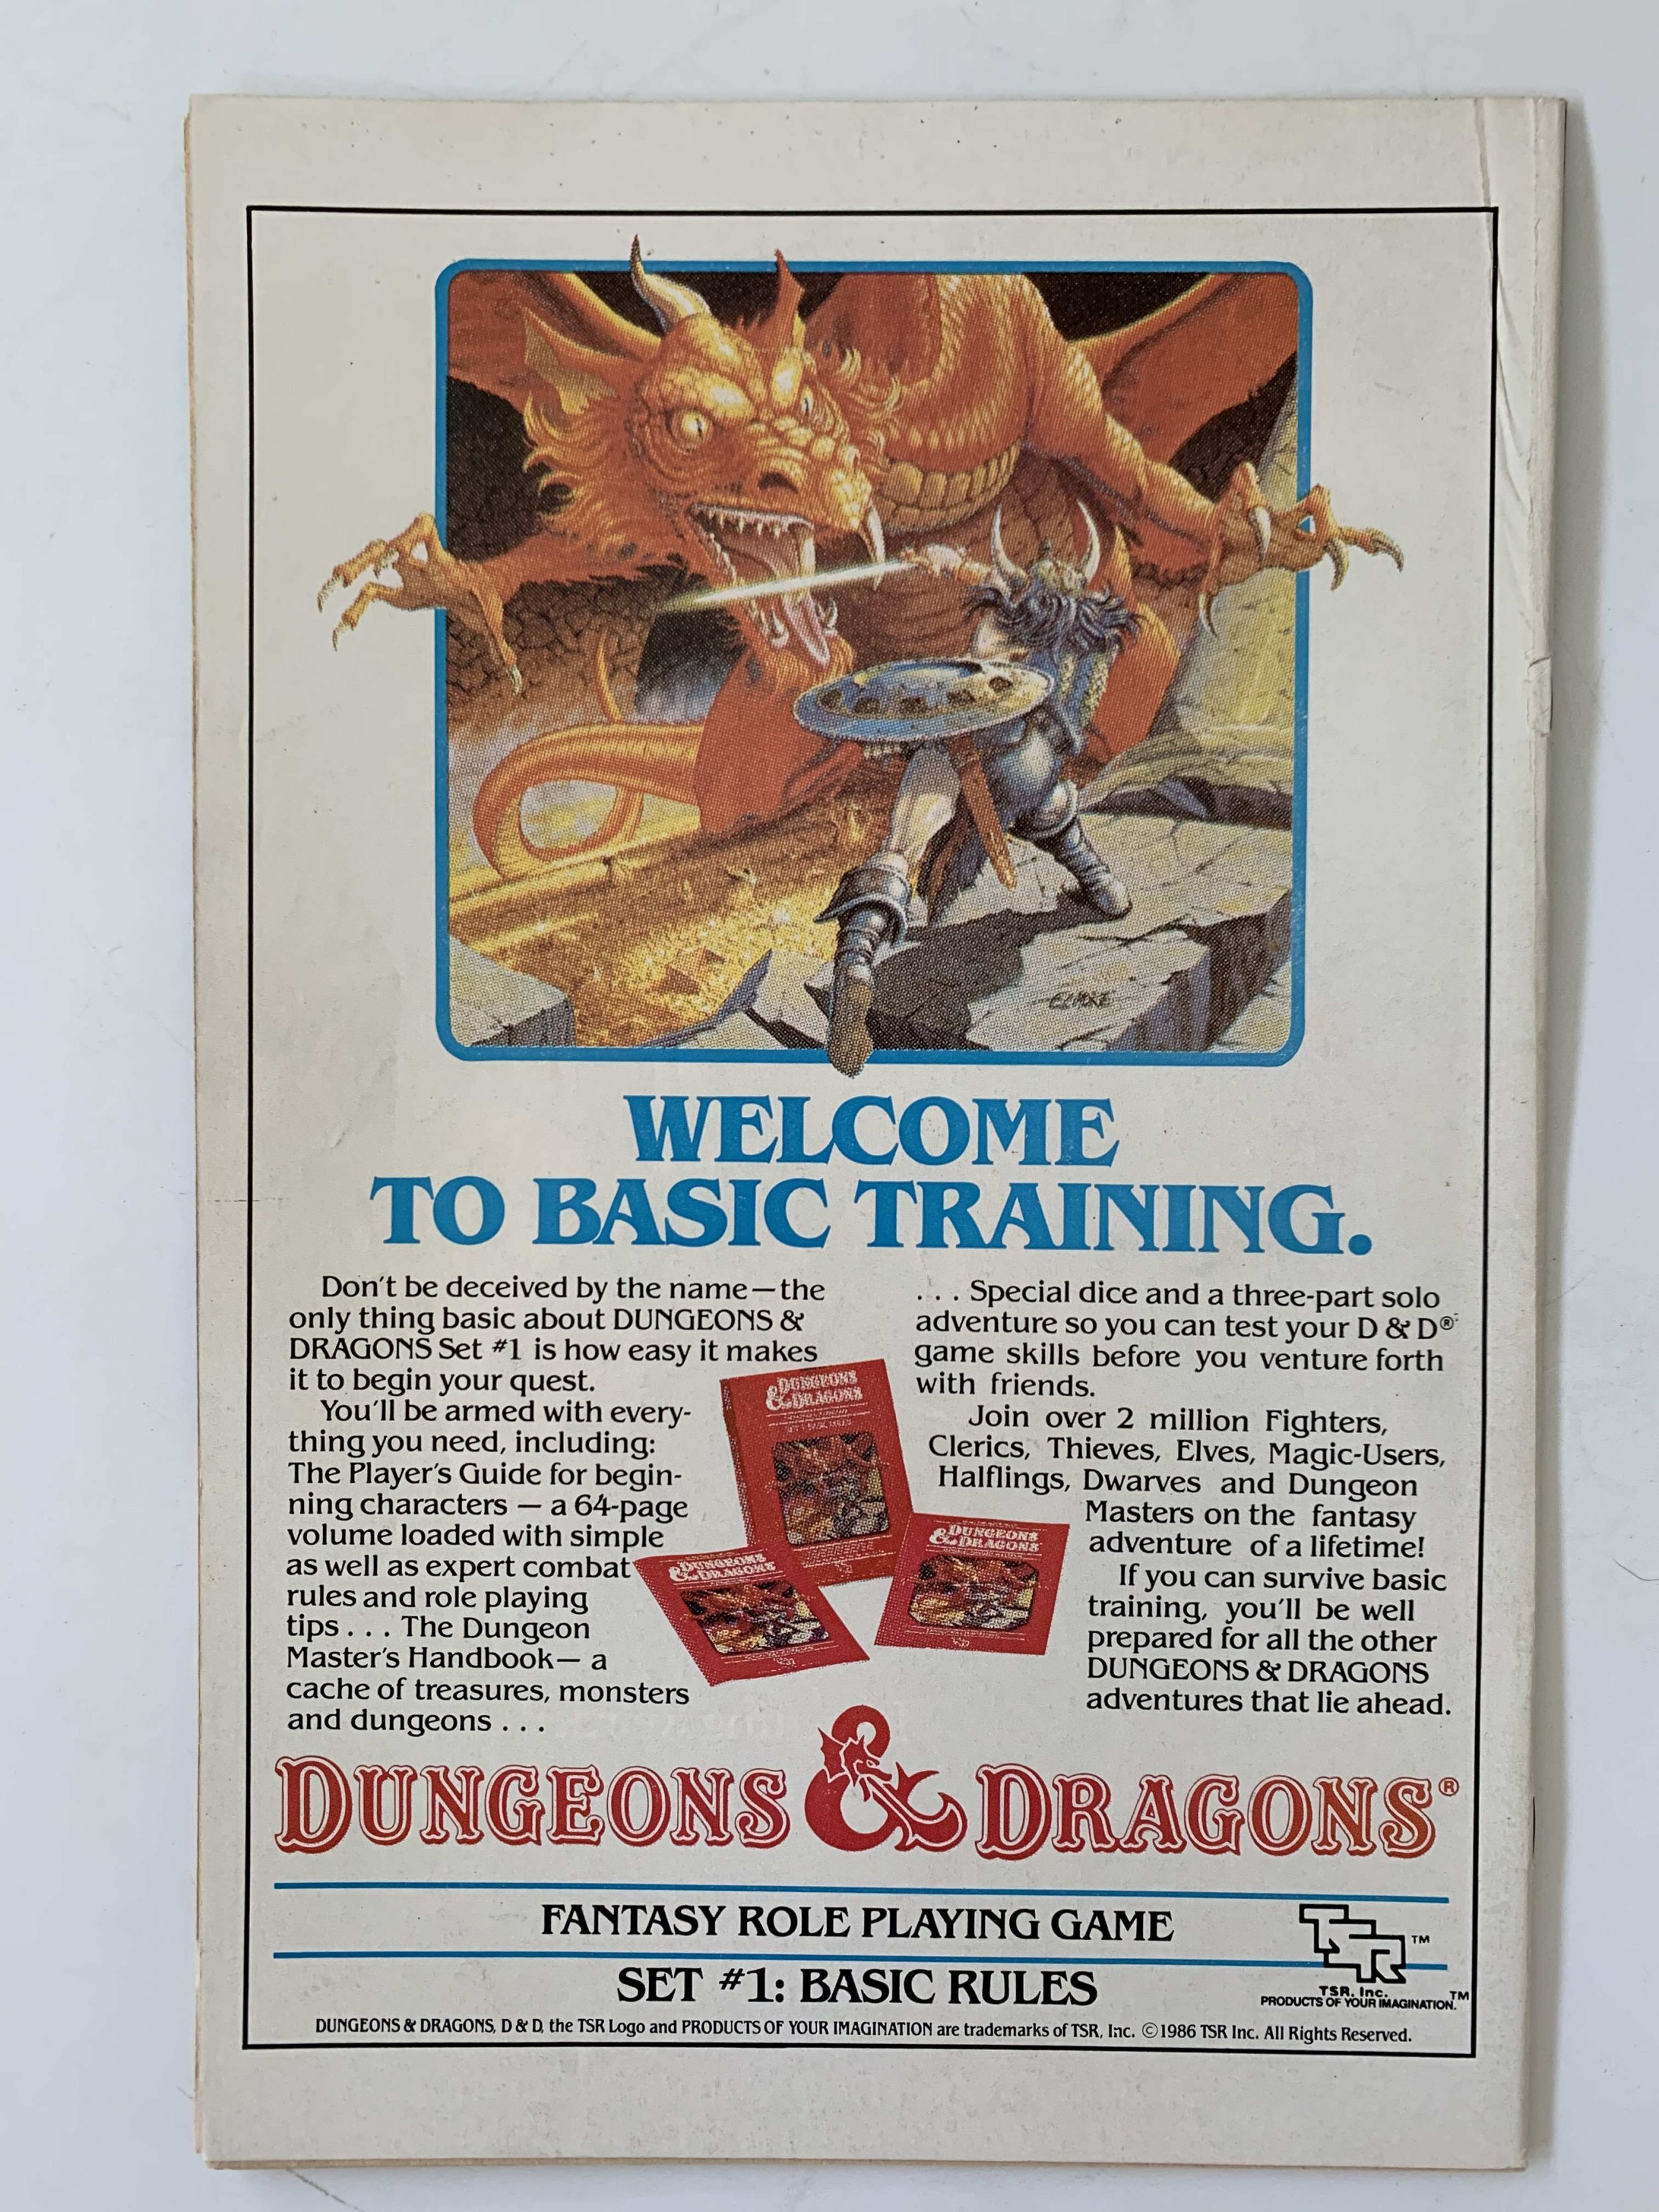 ELMORE
WELCOME
TO BASIC TRAINING.
Don't be deceived by the name—the
only thing basic about DUNGEONS &
DRAGONS Set #1 is how easy it makes
it to begin your quest.
You'll be armed with every-
thing you need, including:
The Player's Guide for begin-
ning characters — a 64-page
volume loaded with simple
as well as expert combat
rules and role playing
tips . . . The Dungeon
Master's Handbook— a
cache of treasures, monsters
and dungeons . . .
. . . Special dice and a three-part solo
adventure so you can test your D & D®
game skills before you venture forth
with friends.
Join over 2 million Fighters,
Clerics, Thieves, Elves, Magic-Users,
Halflings, Dwarves and Dungeon
Masters on the fantasy
adventure of a lifetime!
If you can survive basic
training, you'll be well
prepared for all the other
DUNGEONS & DRAGONS
adventures that lie ahead.
DUNGEONS
& DRAGONS
DUNGEONS
& DRAGONS
DUNGEONS
& DRAGONS
DUNGEONS & DRAGONS®
FANTASY ROLE PLAYING GAME
SET #1: BASIC RULES
TSR™
TSR, Inc.
PRODUCTS OF YOUR IMAGINATION.™
DUNGEONS & DRAGONS, D & D, the TSR Logo and PRODUCTS OF YOUR IMAGINATION are trademarks of TSR, Inc. ©1986 TSR Inc. All Rights Reserved.